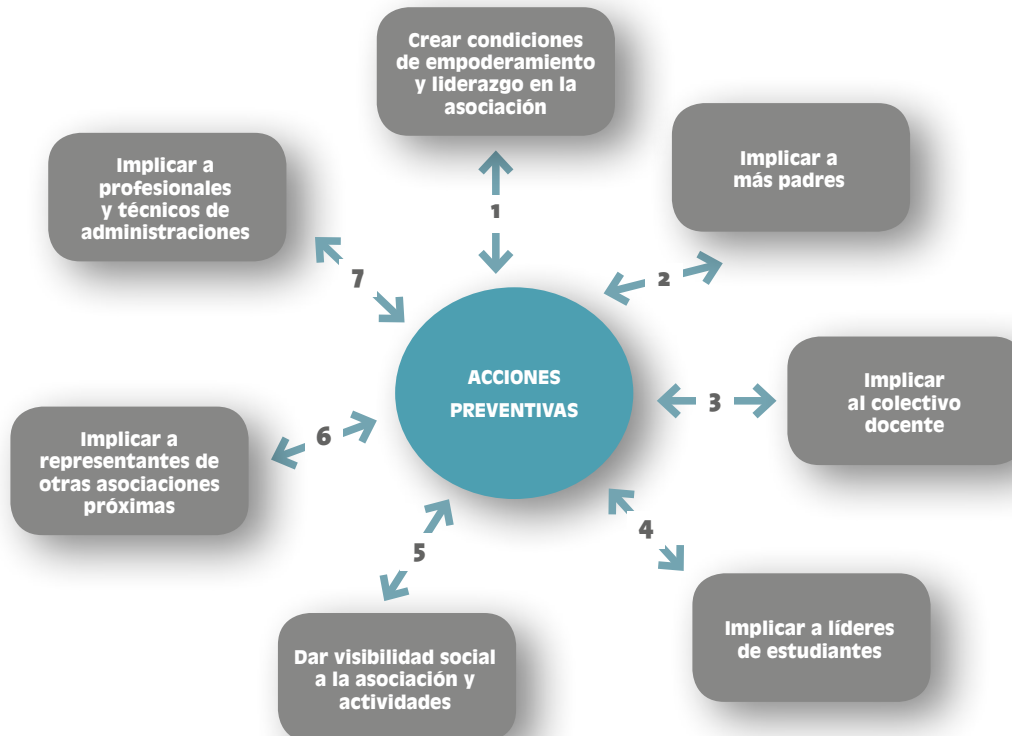 Crear condiciones
de empoderamiento
y liderazgo en la
asociación
1
Implicar a
más padres
2
Implicar
al colectivo
docente
3
Implicar a líderes
de estudiantes
4
Dar visibilidad social
a la asociación y
actividades
5
Implicar a
representantes de
otras asociaciones
próximas
6
Implicar a
profesionales
y técnicos de
administraciones
7
ACCIONES
PREVENTIVAS